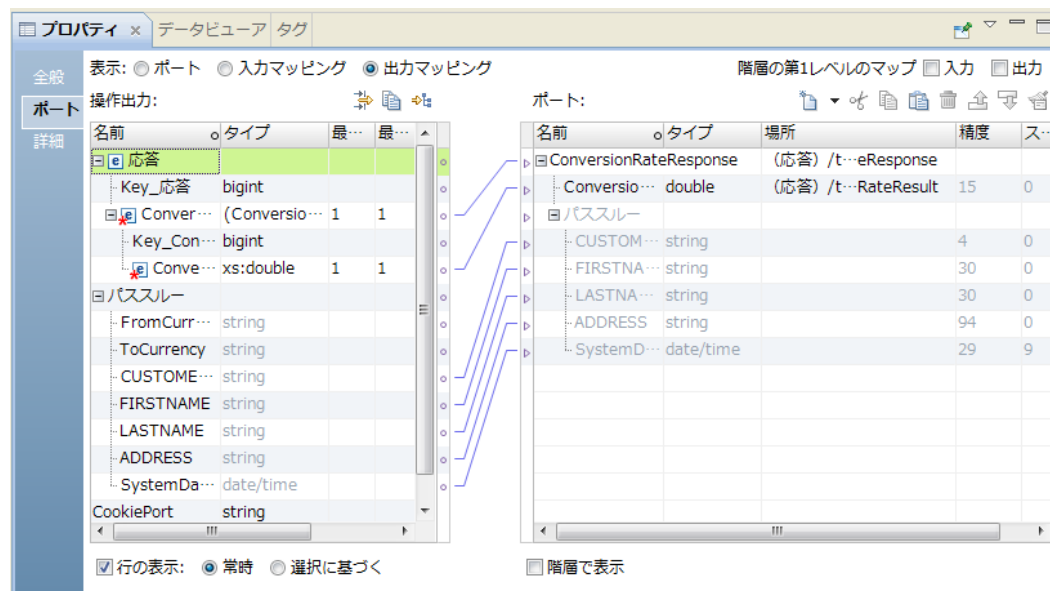 プロパティ データビューア タグ
全般
ポート
詳細
表示: ポート 入力マッピング 出力マッピング 階層の第1レベルのマップ 入力 出力
操作出力: ポート:
名前 タイプ 最… 最… 名前 タイプ 場所 精度 ス…
応答 ConversionRateResponse （応答）/t…eResponse
Key_応答 bigint Conversio… double （応答）/t…RateResult 15 0
Conver… (Conversio… 1 1 パススルー
Key_Con… bigint CUSTOM… string 4 0
Conve… xs:double 1 1 FIRSTNA… string 30 0
パススルー LASTNA… string 30 0
FromCurr… string ADDRESS string 94 0
ToCurrency string SystemD… date/time 29 9
CUSTOME… string
FIRSTNAME string
LASTNAME string
ADDRESS string
SystemDa… date/time
CookiePort string
行の表示: 常時 選択に基づく 階層で表示